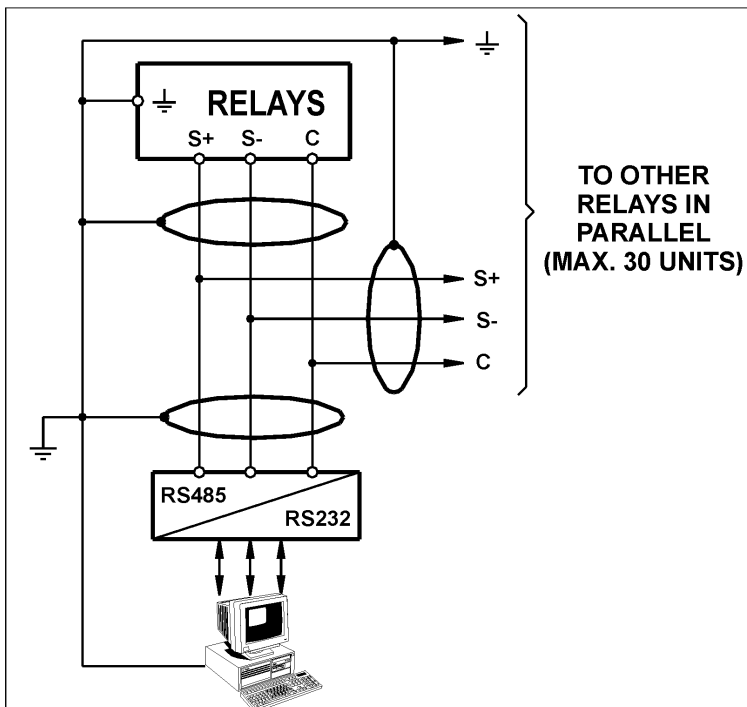 RELAYS
S+ S- C
TO OTHER
RELAYS IN
PARALLEL
(MAX. 30 UNITS)
S+
S-
C
RS485
RS232